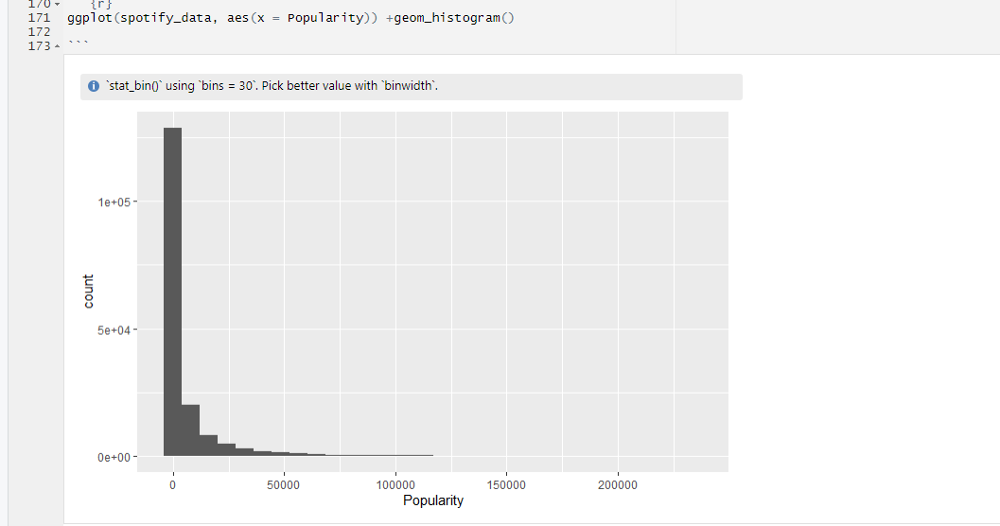 170 {r}
171 ggplot(spotify_data, aes(x = Popularity)) +geom_histogram()
172
173 ```
`stat_bin()` using `bins = 30`. Pick better value with `binwidth`.
1e+05
5e+04
0e+00
count
0 50000 100000 150000 200000
Popularity